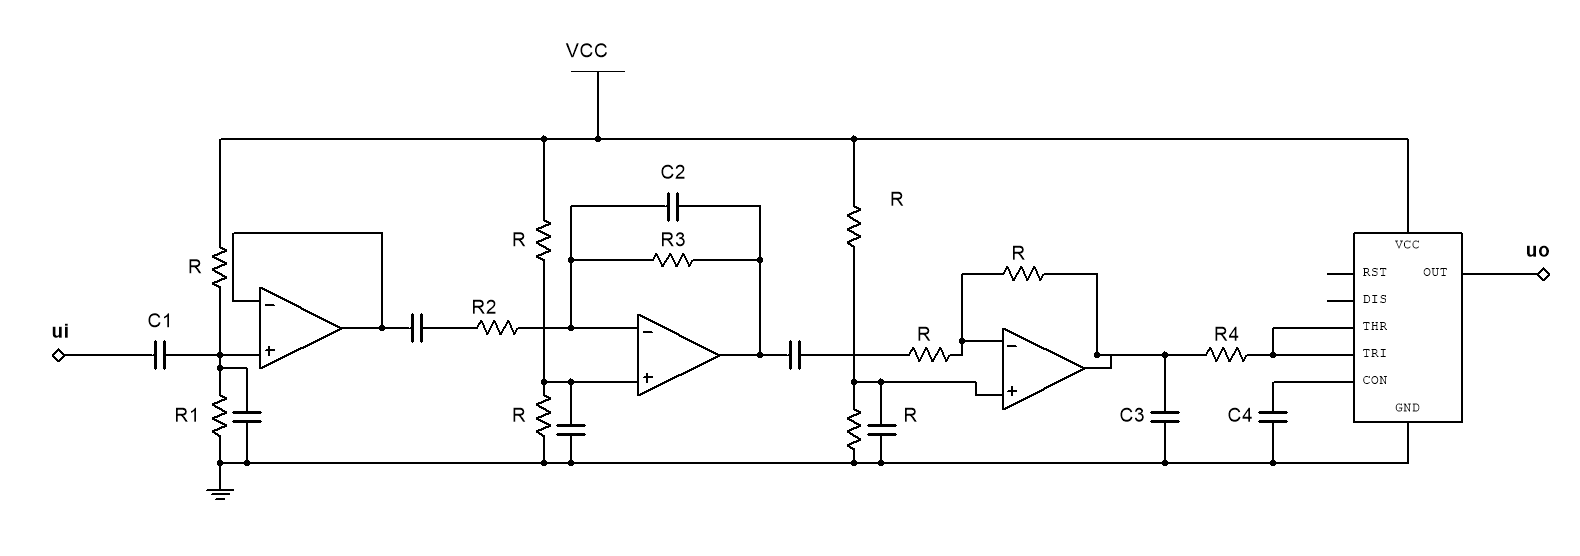 VCC
C2
R
R
R3
R
R
VCC
uo
RST
OUT
R2
DIS
C1
ui
R
THR
R4
TRI
CON
R1
R
R
C3
C4
GND